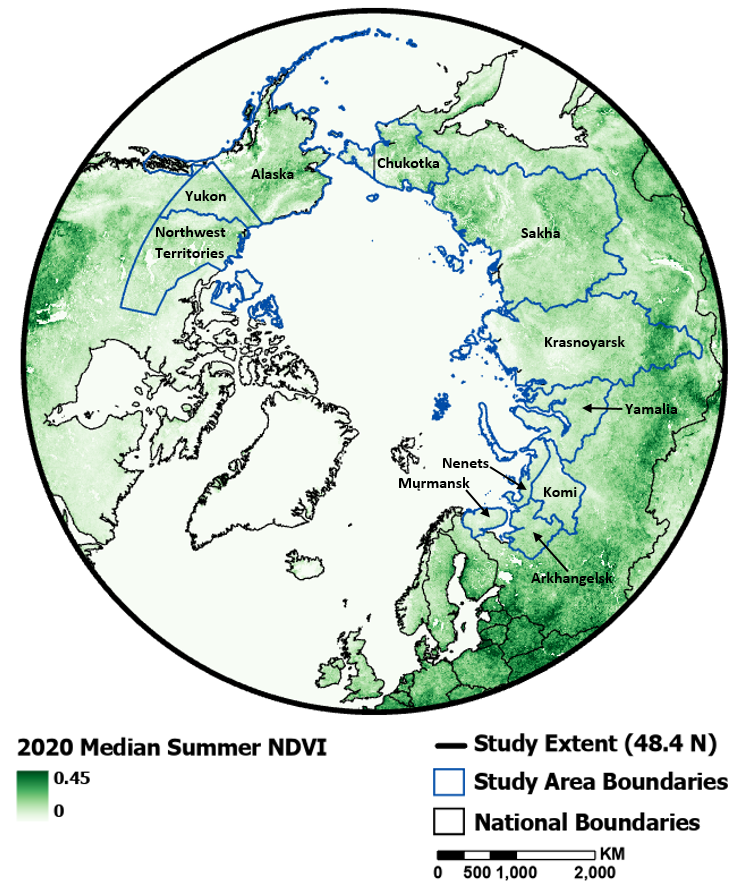 Chukotka
Alaska
Yukon
Northwest
Territories
Sakha
Krasnoyarsk
Yamalia
Nenets
Murmansk
Komi
Arkhangelsk
2020 Median Summer NDVI
0.45
0
Study Extent (48.4 N)
Study Area Boundaries
National Boundaries
KM
0 500 1,000 2,000